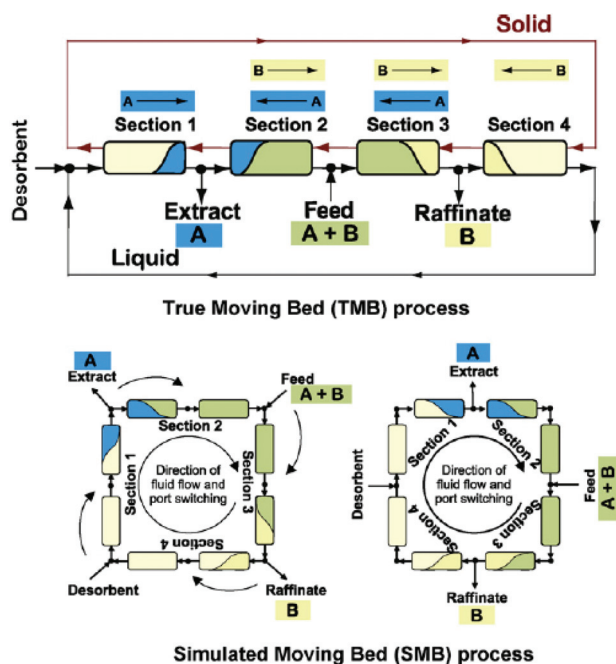 Solid
B B B
A A A
Section 1 Section 2 Section 3 Section 4
Desorbent
Extract Feed Raffinate
A A + B B
Liquid
True Moving Bed (TMB) process
A
Extract
Feed
A + B
Section 2
Section 1
Direction of
fluid flow and
port switching
Section 3
Section 4
Desorbent
Raffinate
B
A
Extract
Section 1
Section 2
Desorbent
Direction of
fluid flow and
port switching
Feed
A + B
Section 4
Section 3
Raffinate
B
Simulated Moving Bed (SMB) process